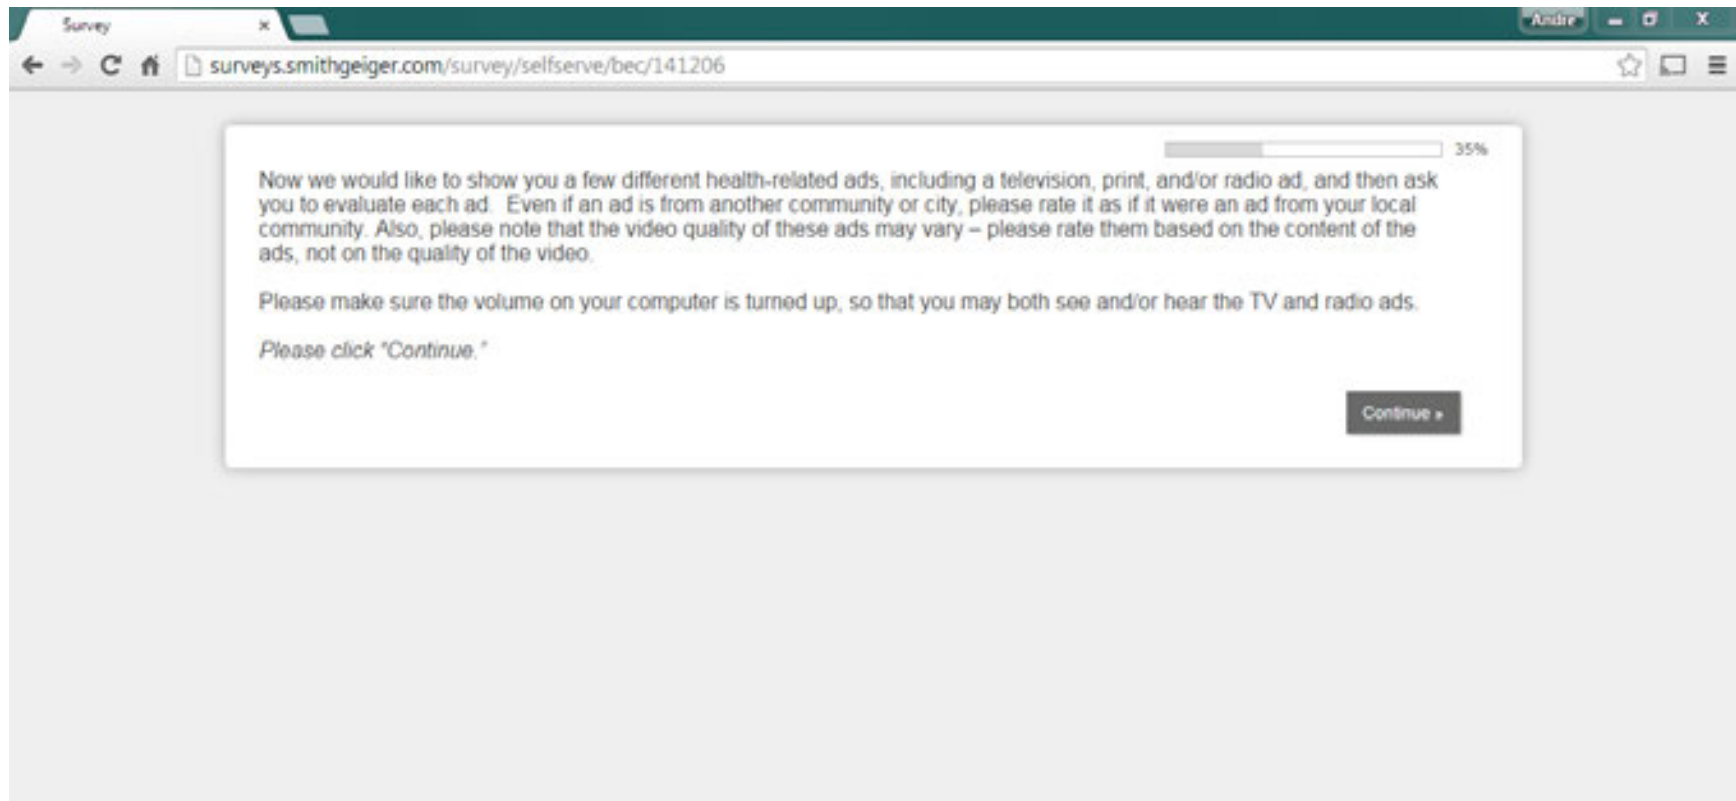 Survey
Andre
surveys.smithgeiger.com/survey/selfserve/bec/141206
35%
Now we would like to show you a few different health-related ads, including a television, print, and/or radio ad, and then ask
you to evaluate each ad.  Even if an ad is from another community or city, please rate it as if it were an ad from your local
community. Also, please note that the video quality of these ads may vary – please rate them based on the content of the
ads, not on the quality of the video.
Please make sure the volume on your computer is turned up, so that you may both see and/or hear the TV and radio ads.
Please click "Continue."
Continue »